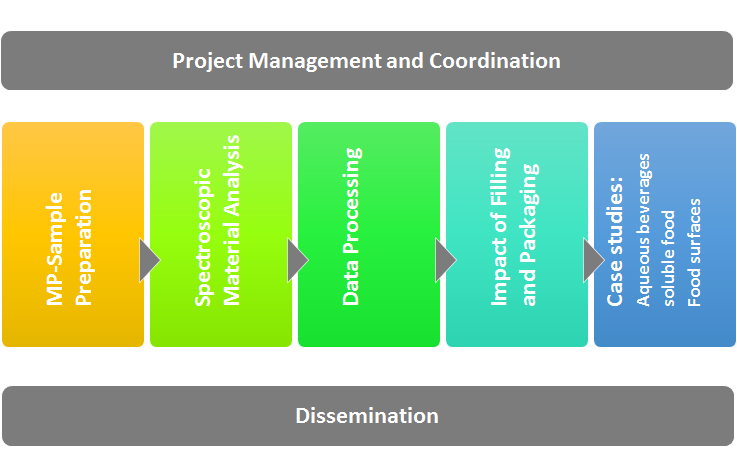 Project Management and Coordination
MP-Sample
Preparation
Spectroscopic
Material Analysis
Data Processing
Impact of Filling
and Packaging
Case studies:
Aqueous beverages
soluble food
Food surfaces
Dissemination